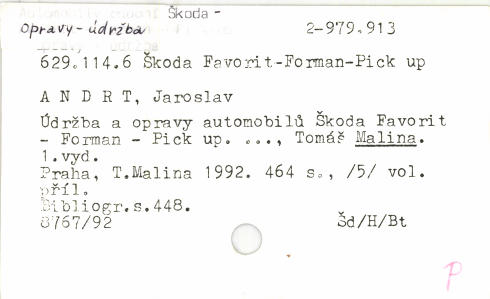 Automobily osobní Škoda -
Opravy - údržba
2-979.913
629.114.6 Škoda Favorit-Forman-Pick up
A N D R T, Jaroslav
Údržba a opravy automobilů Škoda Favorit
- Forman - Pick up. ..., Tomáš Malina.
1.vyd.
Praha, T.Malina 1992. 464 s., /5/ vol.
příl.
Bibliogr.s.448.
8767/92
Šd/H/Bt
p